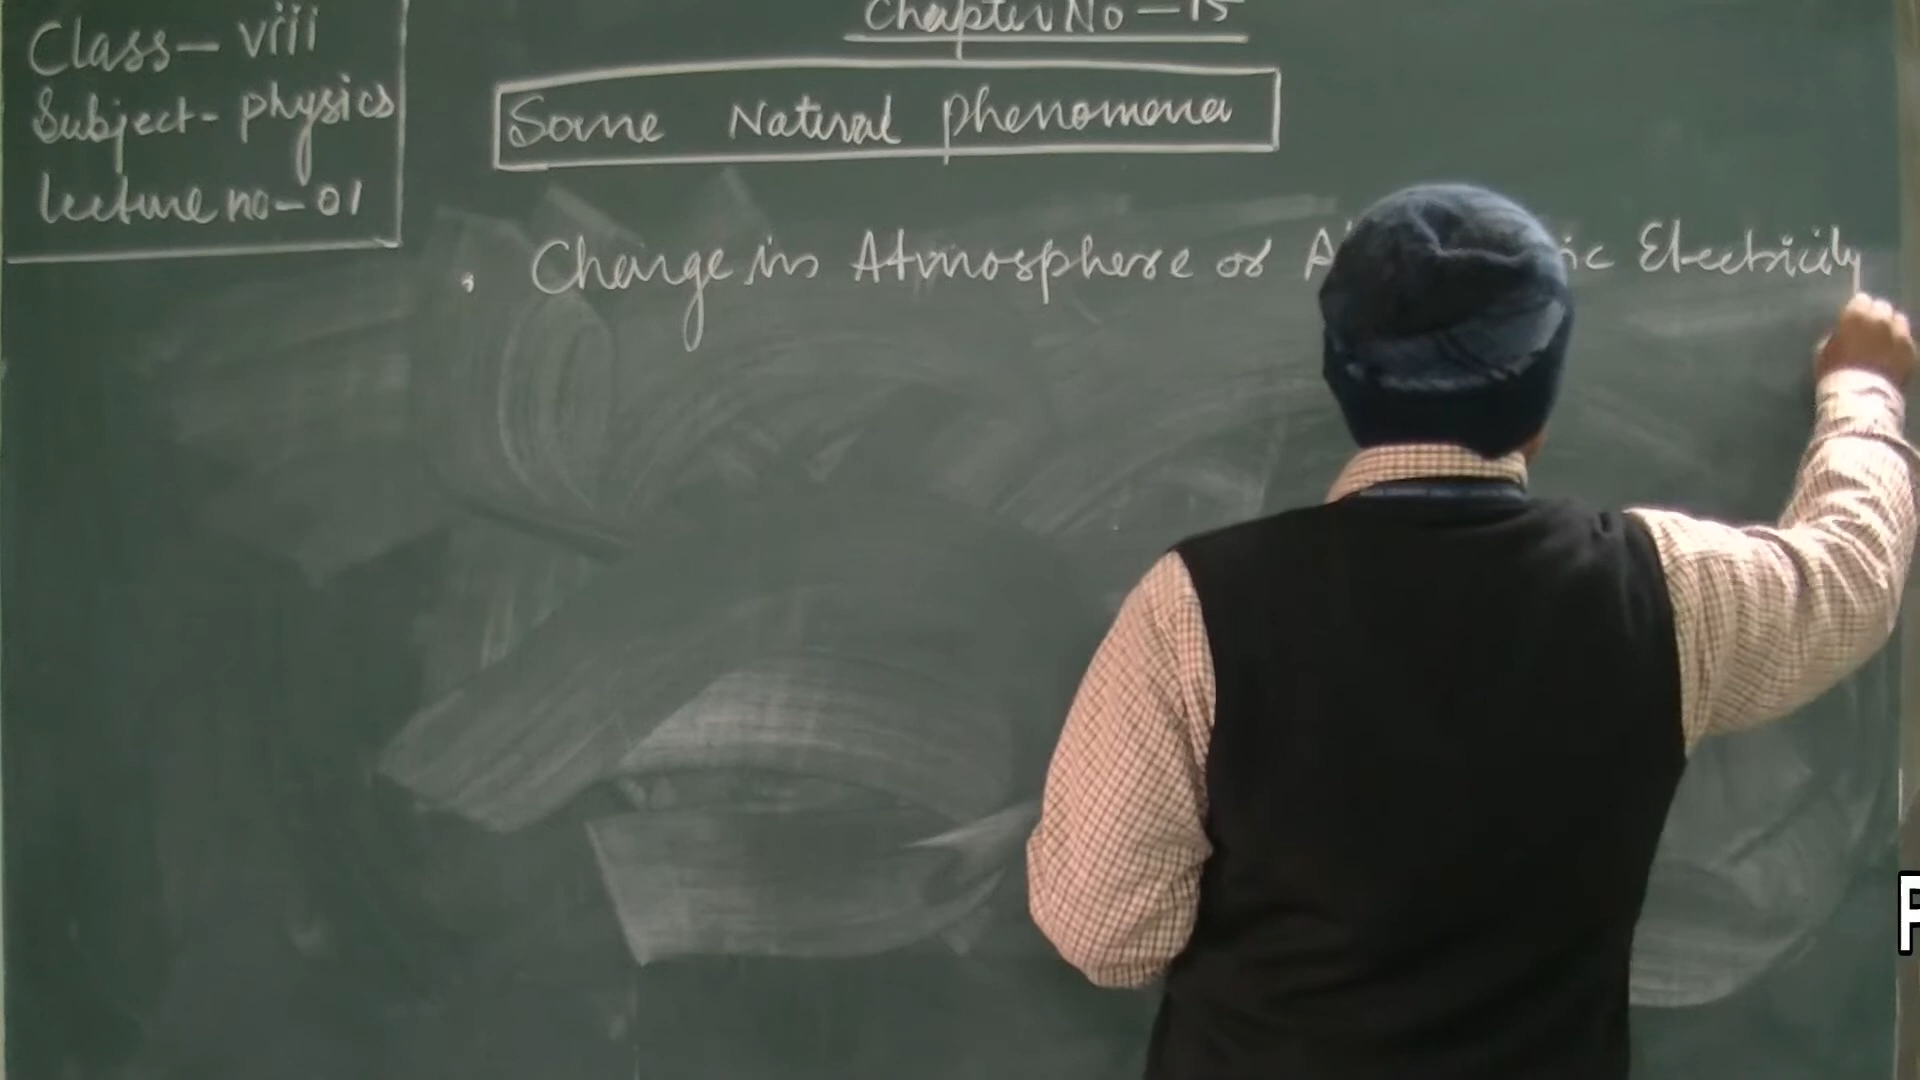 Class – viii
Subject - physics
lecture no – 01
Chapter No – 15
Some Natural phenomena
. Charge in Atmosphere or Electricity